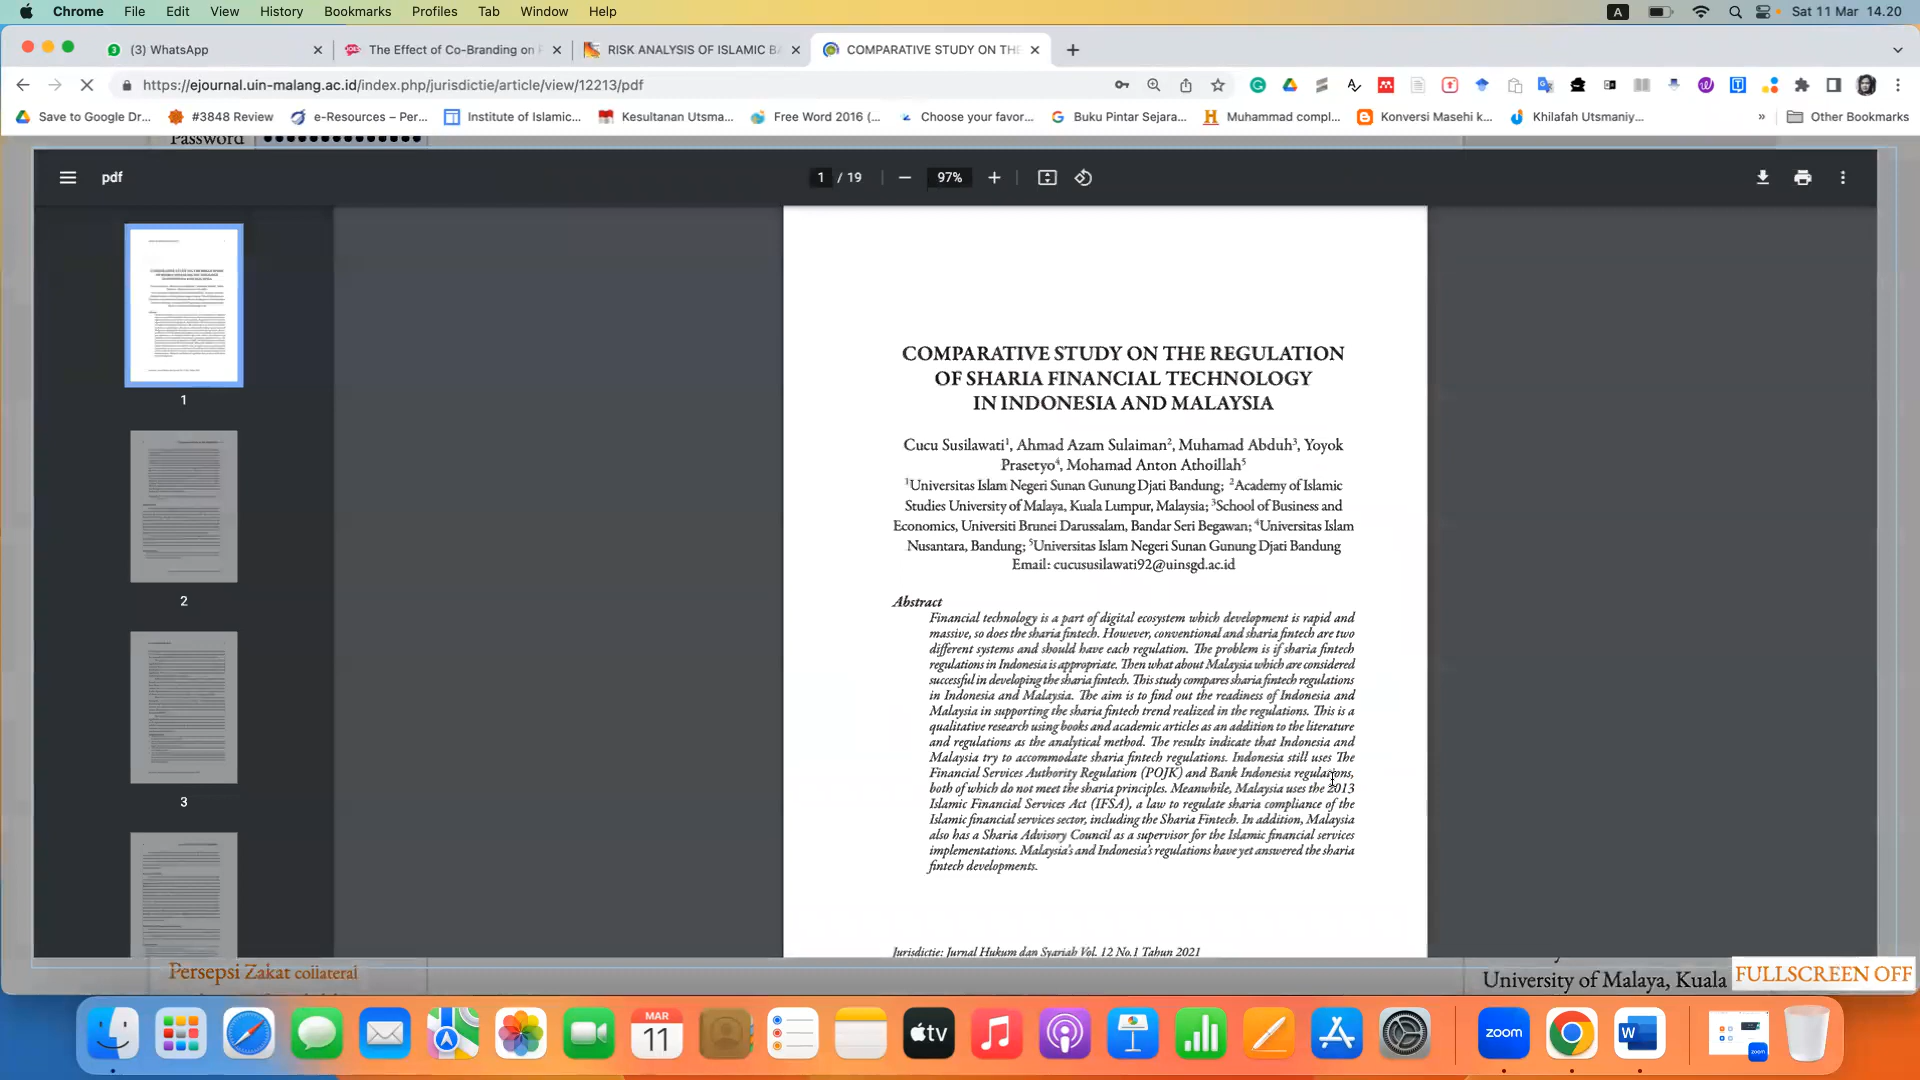 Chrome File Edit View History Bookmarks Profiles Tab Window Help
A Sat 11 Mar 14.20
(3) WhatsApp
The Effect of Co-Branding on
RISK ANALYSIS OF ISLAMIC BA
COMPARATIVE STUDY ON THE
https://ejournal.uin-malang.ac.id/index.php/jurisdictie/article/view/12213/pdf
Save to Google Dr...
#3848 Review
e-Resources – Per...
Institute of Islamic...
Kesultanan Utsma...
Free Word 2016 (...
Choose your favor...
Buku Pintar Sejara...
Muhammad compl...
Konversi Masehi k...
Khilafah Utsmaniy...
»
Other Bookmarks
Password
pdf
1 / 19
97%
1
2
3
COMPARATIVE STUDY ON THE REGULATION
OF SHARIA FINANCIAL TECHNOLOGY
IN INDONESIA AND MALAYSIA
Cucu Susilawati¹, Ahmad Azam Sulaiman², Muhamad Abduh³, Yoyok
Prasetyo⁴, Mohamad Anton Athoillah⁵
¹Universitas Islam Negeri Sunan Gunung Djati Bandung; ²Academy of Islamic
Studies University of Malaya, Kuala Lumpur, Malaysia; ³School of Business and
Economics, Universiti Brunei Darussalam, Bandar Seri Begawan; ⁴Universitas Islam
Nusantara, Bandung; ⁵Universitas Islam Negeri Sunan Gunung Djati Bandung
Email: cucususilawati92@uinsgd.ac.id
Abstract
Financial technology is a part of digital ecosystem which development is rapid and
massive, so does the sharia fintech. However, conventional and sharia fintech are two
different systems and should have each regulation. The problem is if sharia fintech
regulations in Indonesia is appropriate. Then what about Malaysia which are considered
successful in developing the sharia fintech. This study compares sharia fintech regulations
in Indonesia and Malaysia. The aim is to find out the readiness of Indonesia and
Malaysia in supporting the sharia fintech trend realized in the regulations. This is a
qualitative research using books and academic articles as an addition to the literature
and regulations as the analytical method. The results indicate that Indonesia and
Malaysia try to accommodate sharia fintech regulations. Indonesia still uses The
Financial Services Authority Regulation (POJK) and Bank Indonesia regulations,
both of which do not meet the sharia principles. Meanwhile, Malaysia uses the 2013
Islamic Financial Services Act (IFSA), a law to regulate sharia compliance of the
Islamic financial services sector, including the Sharia Fintech. In addition, Malaysia
also has a Sharia Advisory Council as a supervisor for the Islamic financial services
implementations. Malaysia's and Indonesia's regulations have yet answered the sharia
fintech developments.
Jurisdictie: Jurnal Hukum dan Syariah Vol. 12 No.1 Tahun 2021
Persepsi Zakat collateral
University of Malaya, Kuala
FULLSCREEN OFF
MAR
11
tv
zoom
W